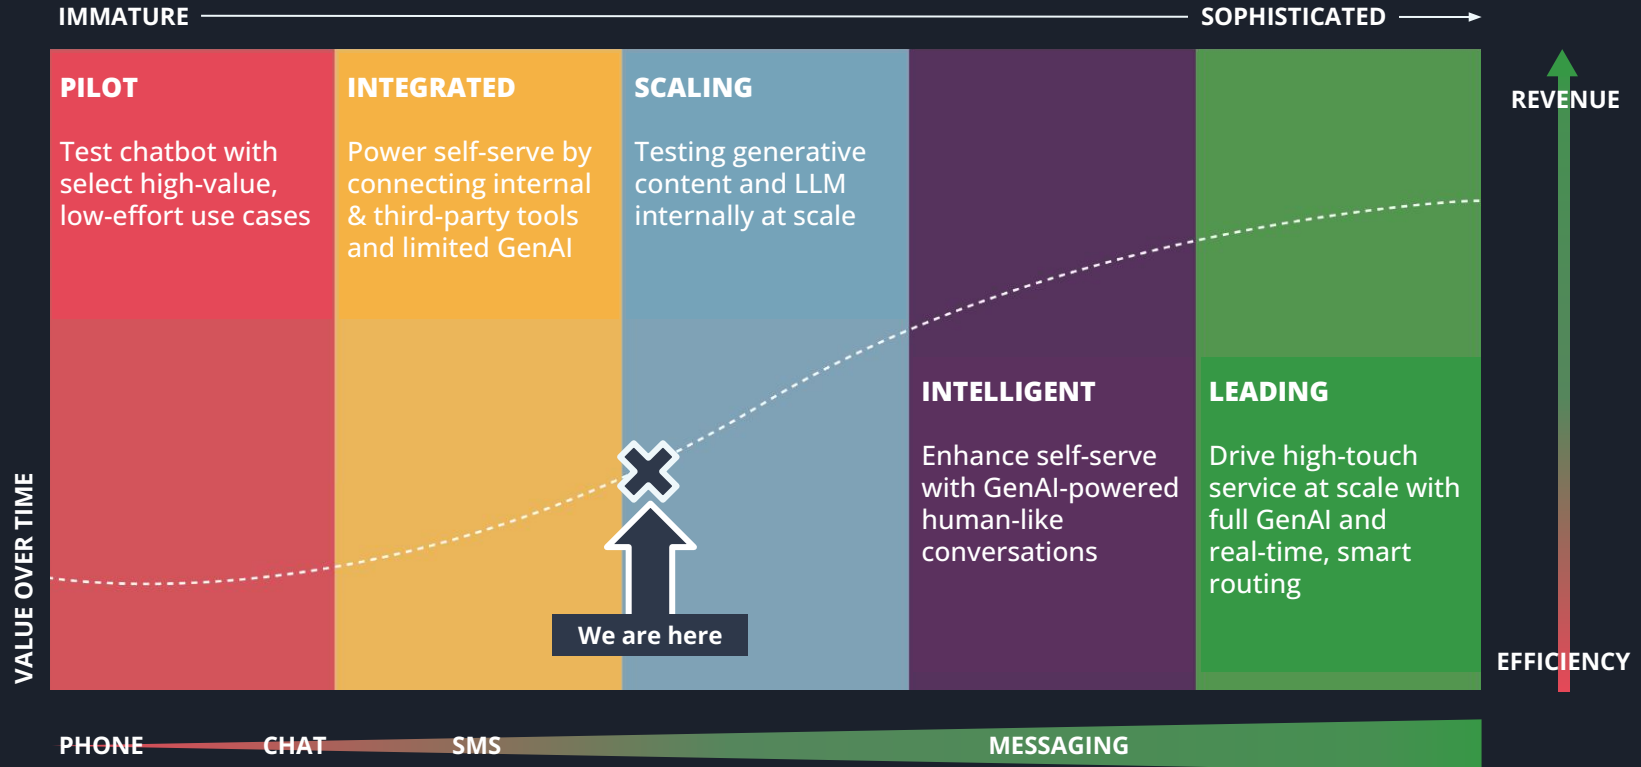 IMMATURE
SOPHISTICATED
PILOT
Test chatbot with
select high-value,
low-effort use cases
INTEGRATED
Power self-serve by
connecting internal
& third-party tools
and limited GenAI
SCALING
Testing generative
content and LLM
internally at scale
INTELLIGENT
Enhance self-serve
with GenAI-powered
human-like
conversations
LEADING
Drive high-touch
service at scale with
full GenAI and
real-time, smart
routing
REVENUE
EFFICIENCY
VALUE OVER TIME
We are here
PHONE
CHAT
SMS
MESSAGING